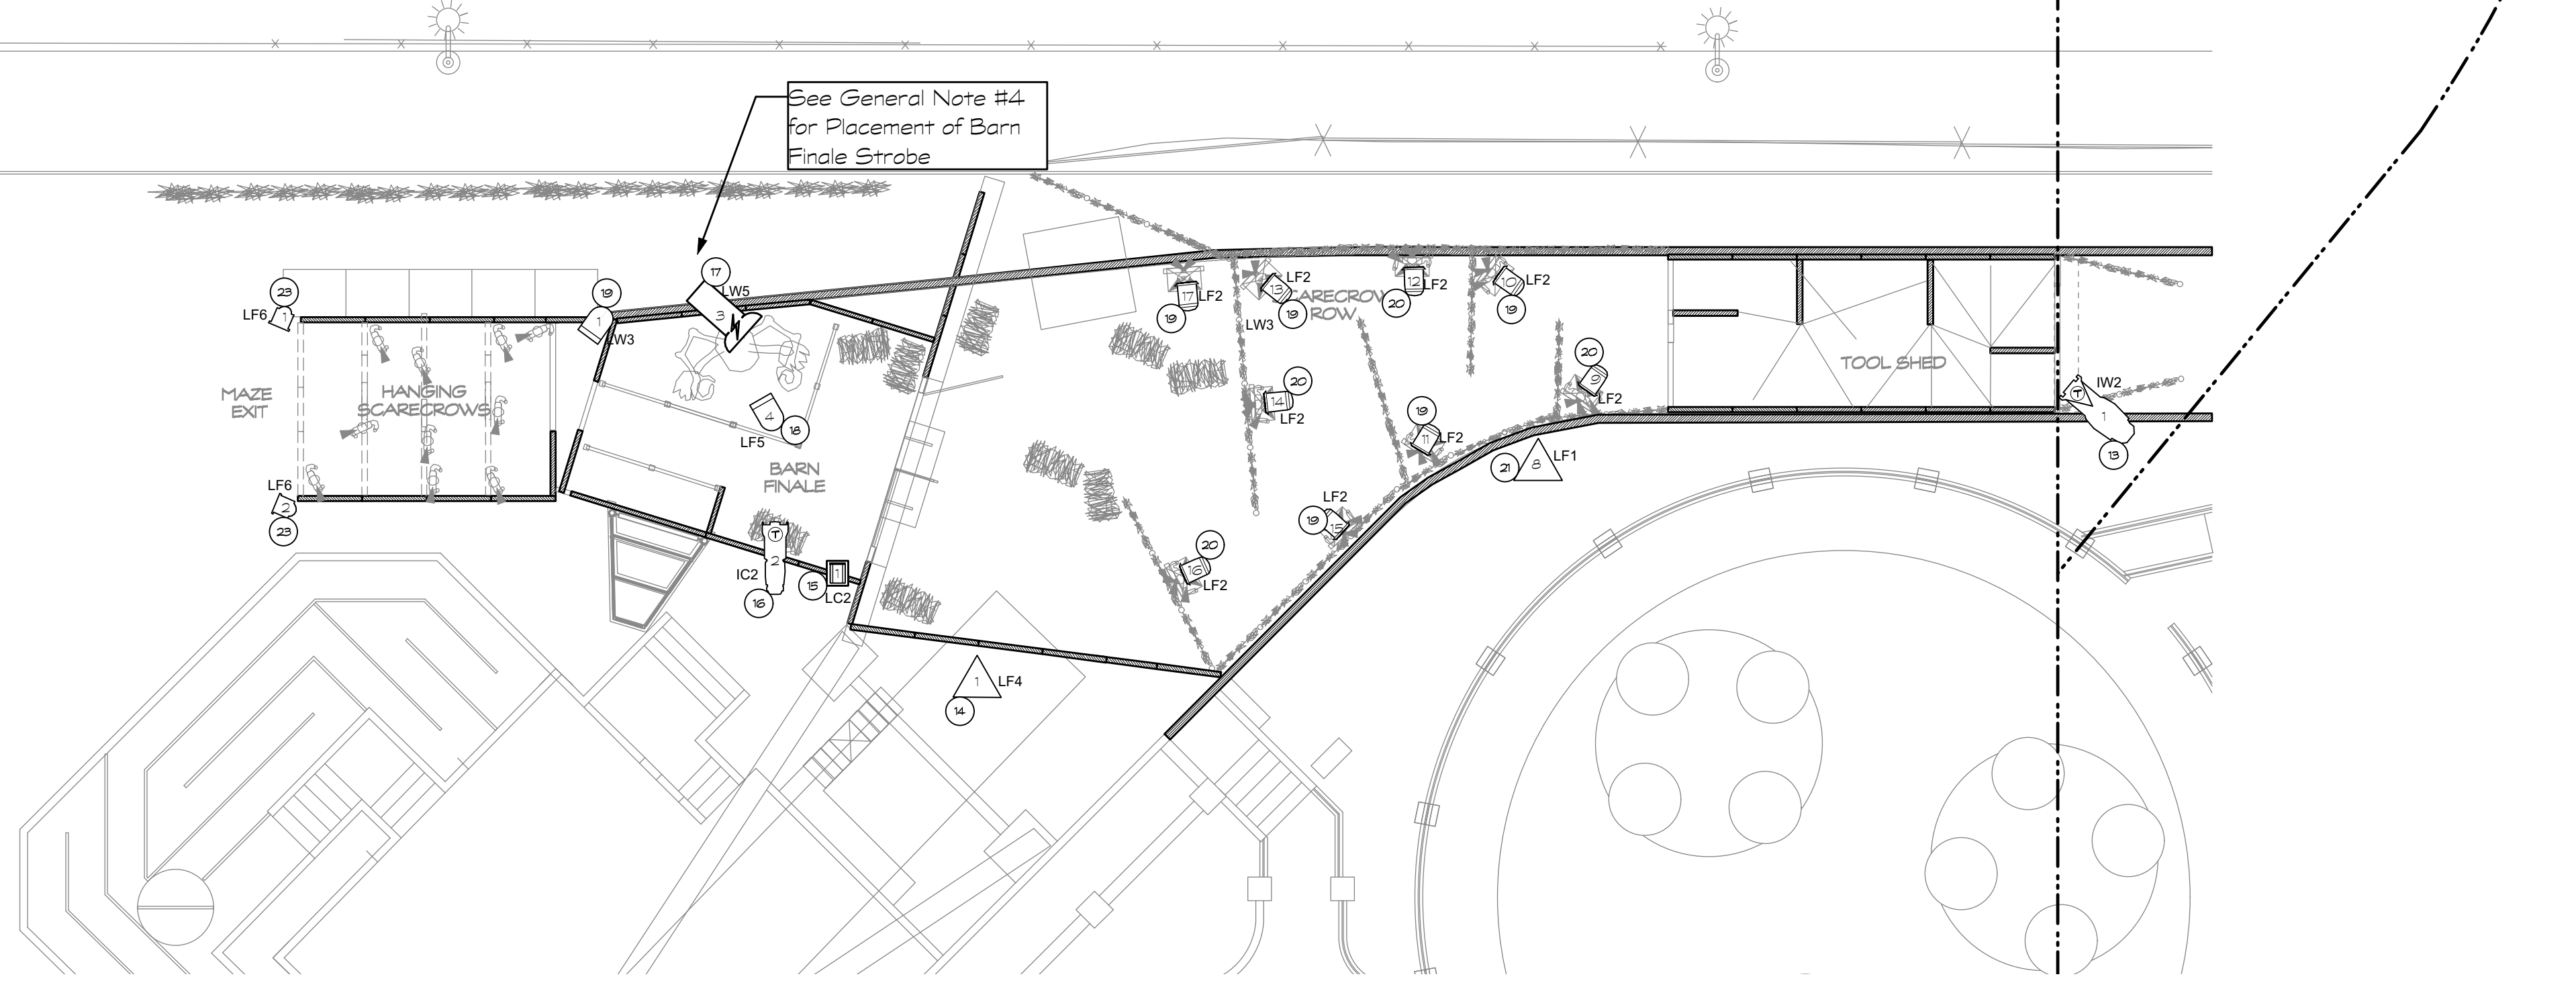 See General Note #4
for Placement of Barn
Finale Strobe
23
LF6
1
19
1
LW3
17
LW5
3
MAZE
EXIT
HANGING
SCARECROWS
4
18
LF5
BARN
FINALE
LF6
2
23
T
2
IC2
16
15
1
LC2
1
LF4
14
17
LF2
19
13
LF2
19
SCARECROW
ROW
LW3
12
LF2
20
10
LF2
19
20
14
LF2
20
9
LF2
19
11
LF2
21
8
LF1
LF2
19
15
20
16
LF2
TOOL SHED
IW2
T
1
13